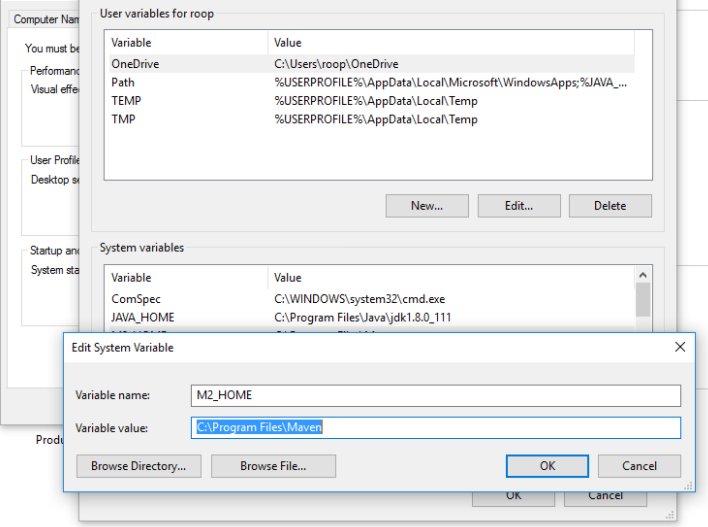 User variables for roop
Computer Nam
Variable Value
You must be
OneDrive C:\Users\roop\OneDrive
Performanc
Path %USERPROFILE%\AppData\Local\Microsoft\WindowsApps;%JAVA_...
Visual effe
TEMP %USERPROFILE%\AppData\Local\Temp
TMP %USERPROFILE%\AppData\Local\Temp
User Profile
Desktop se
New... Edit... Delete
Startup and
System variables
System sta
Variable Value
ComSpec C:\WINDOWS\system32\cmd.exe
JAVA_HOME C:\Program Files\Java\jdk1.8.0_111
Edit System Variable
Variable name: M2_HOME
Variable value: C:\Program Files\Maven
Produ
Browse Directory... Browse File... OK Cancel
OK Cancel